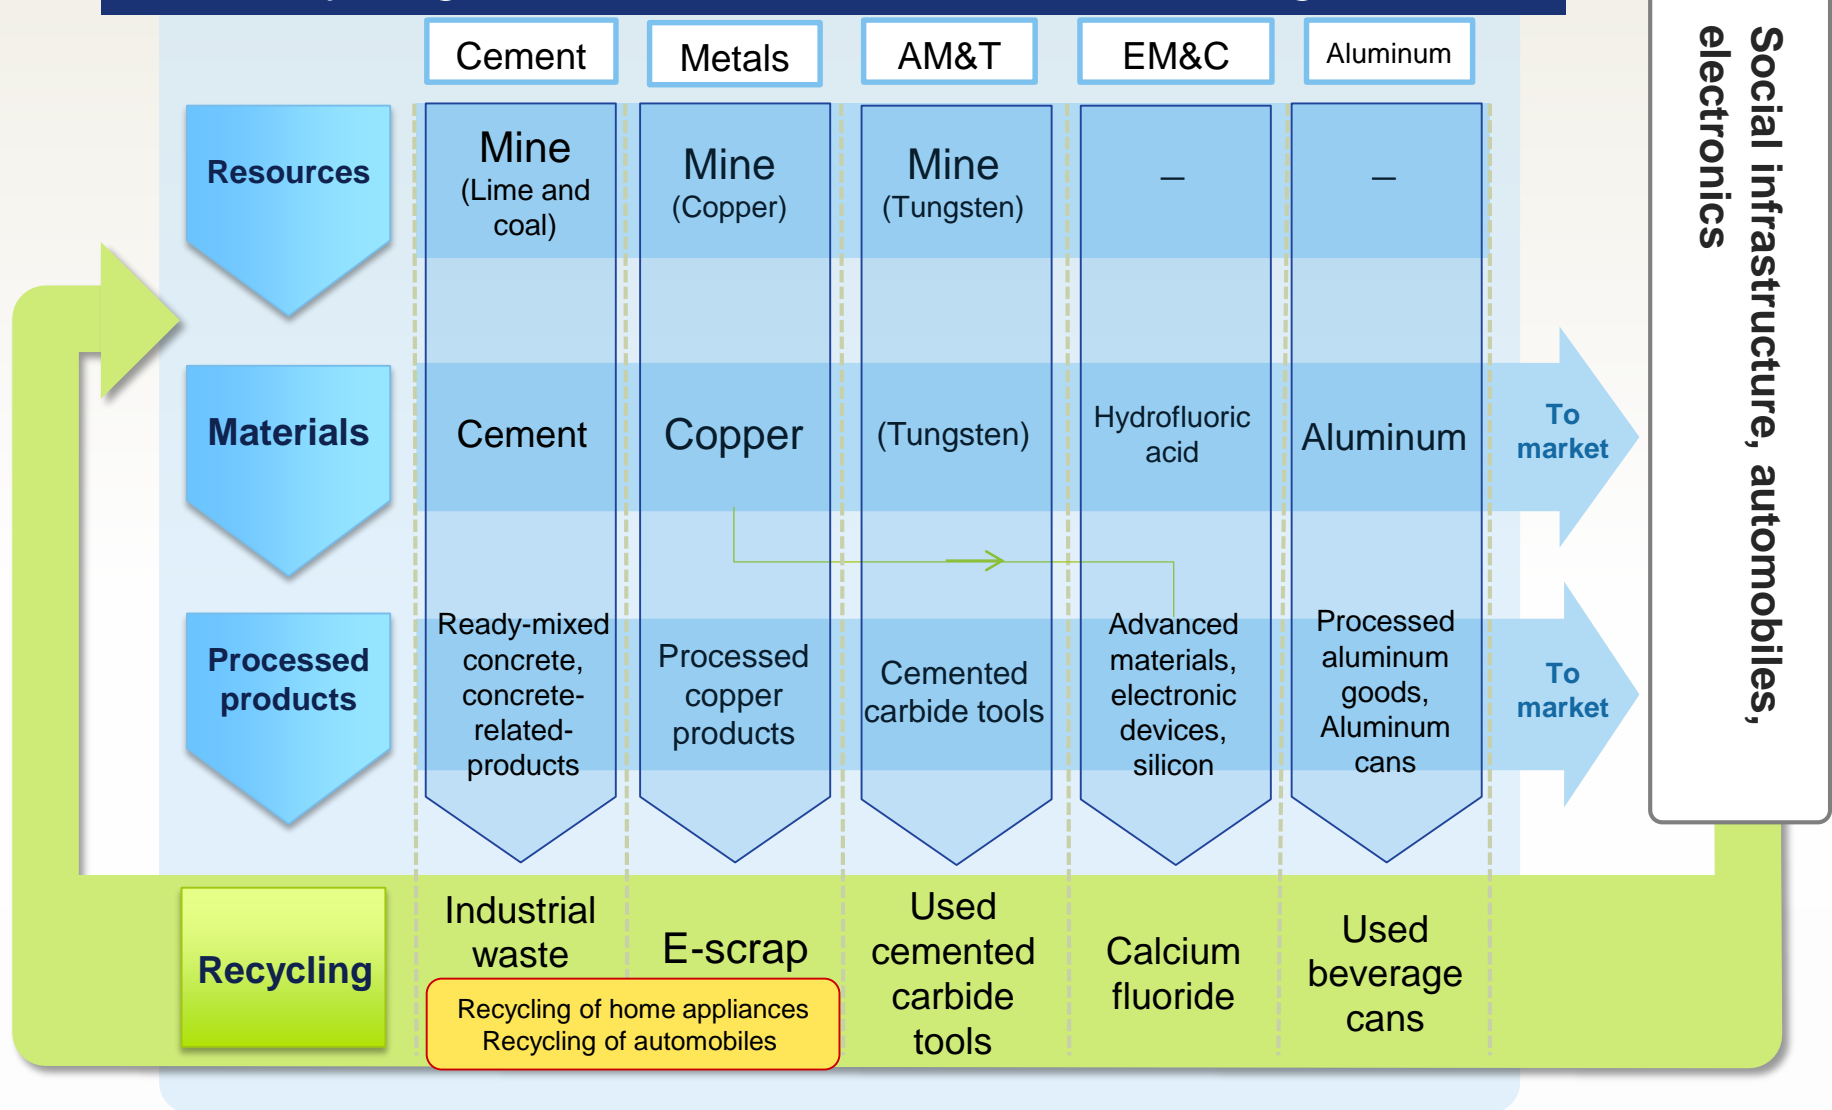 Cement
Metals
AM&T
EM&C
Aluminum
Resources
Mine
(Lime and
coal)
Mine
(Copper)
Mine
(Tungsten)
–
–
Materials
Cement
Copper
(Tungsten)
Hydrofluoric
acid
Aluminum
To
market
Processed
products
Ready-mixed
concrete,
concrete-
related-
products
Processed
copper
products
Cemented
carbide tools
Advanced
materials,
electronic
devices,
silicon
Processed
aluminum
goods,
Aluminum
cans
To
market
Social infrastructure, automobiles,
electronics
Recycling
Industrial
waste
E-scrap
Recycling of home appliances
Recycling of automobiles
Used
cemented
carbide
tools
Calcium
fluoride
Used
beverage
cans